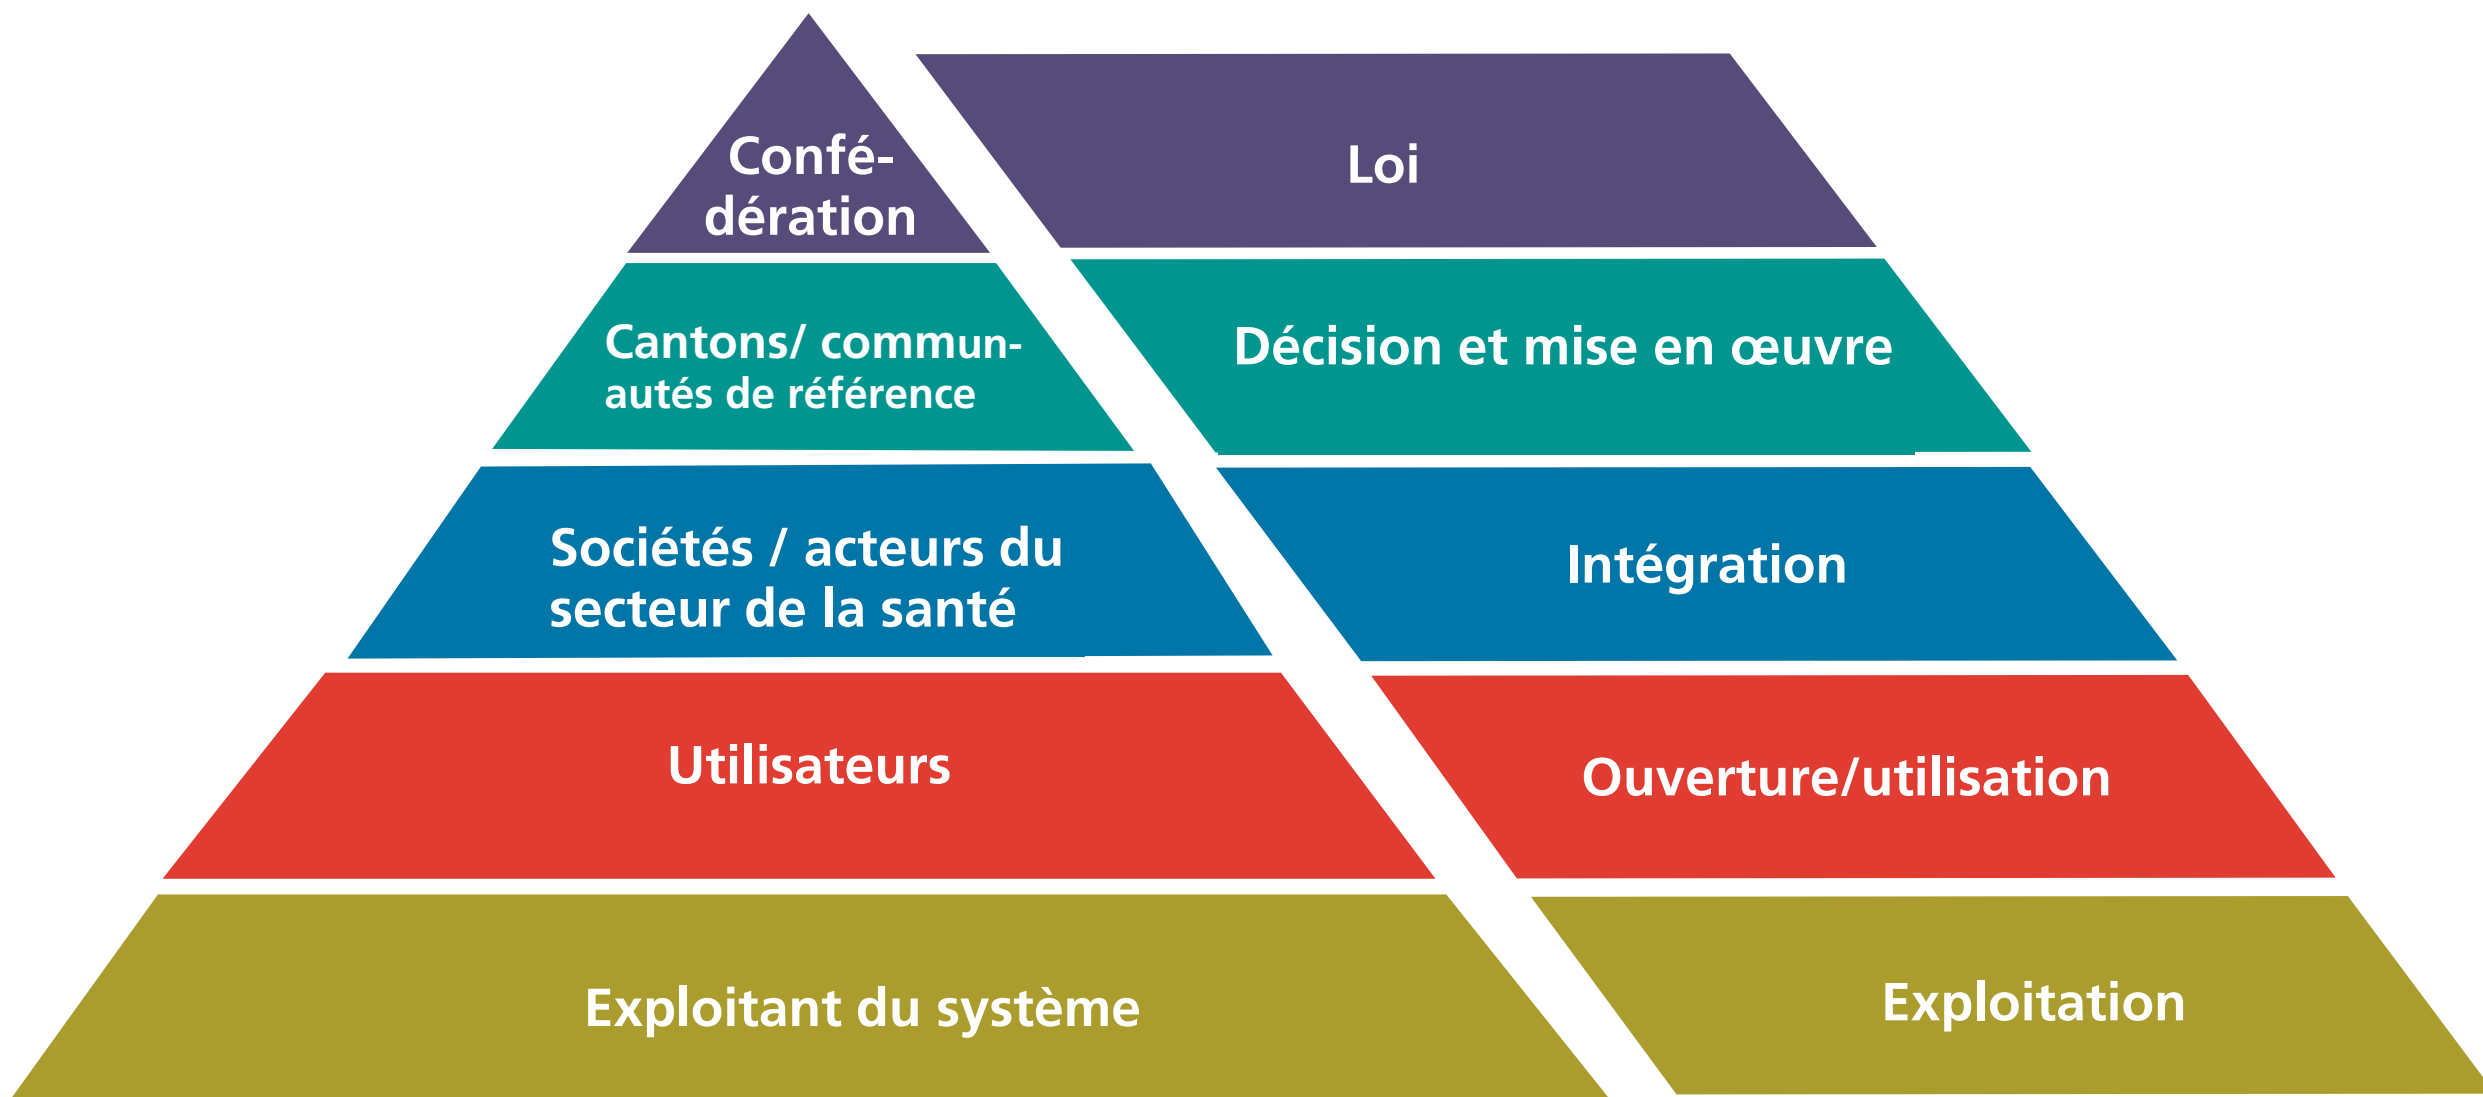 Confé-
dération
Loi
Cantons/ commun-
autés de référence
Décision et mise en œuvre
Sociétés / acteurs du
secteur de la santé
Intégration
Utilisateurs
Ouverture/utilisation
Exploitant du système
Exploitation